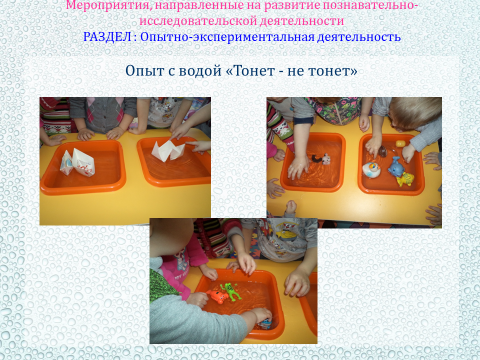 Мероприятия, направленные на развитие познавательно-
исследовательской деятельности
РАЗДЕЛ : Опытно-экспериментальная деятельность
Опыт с водой «Тонет - не тонет»